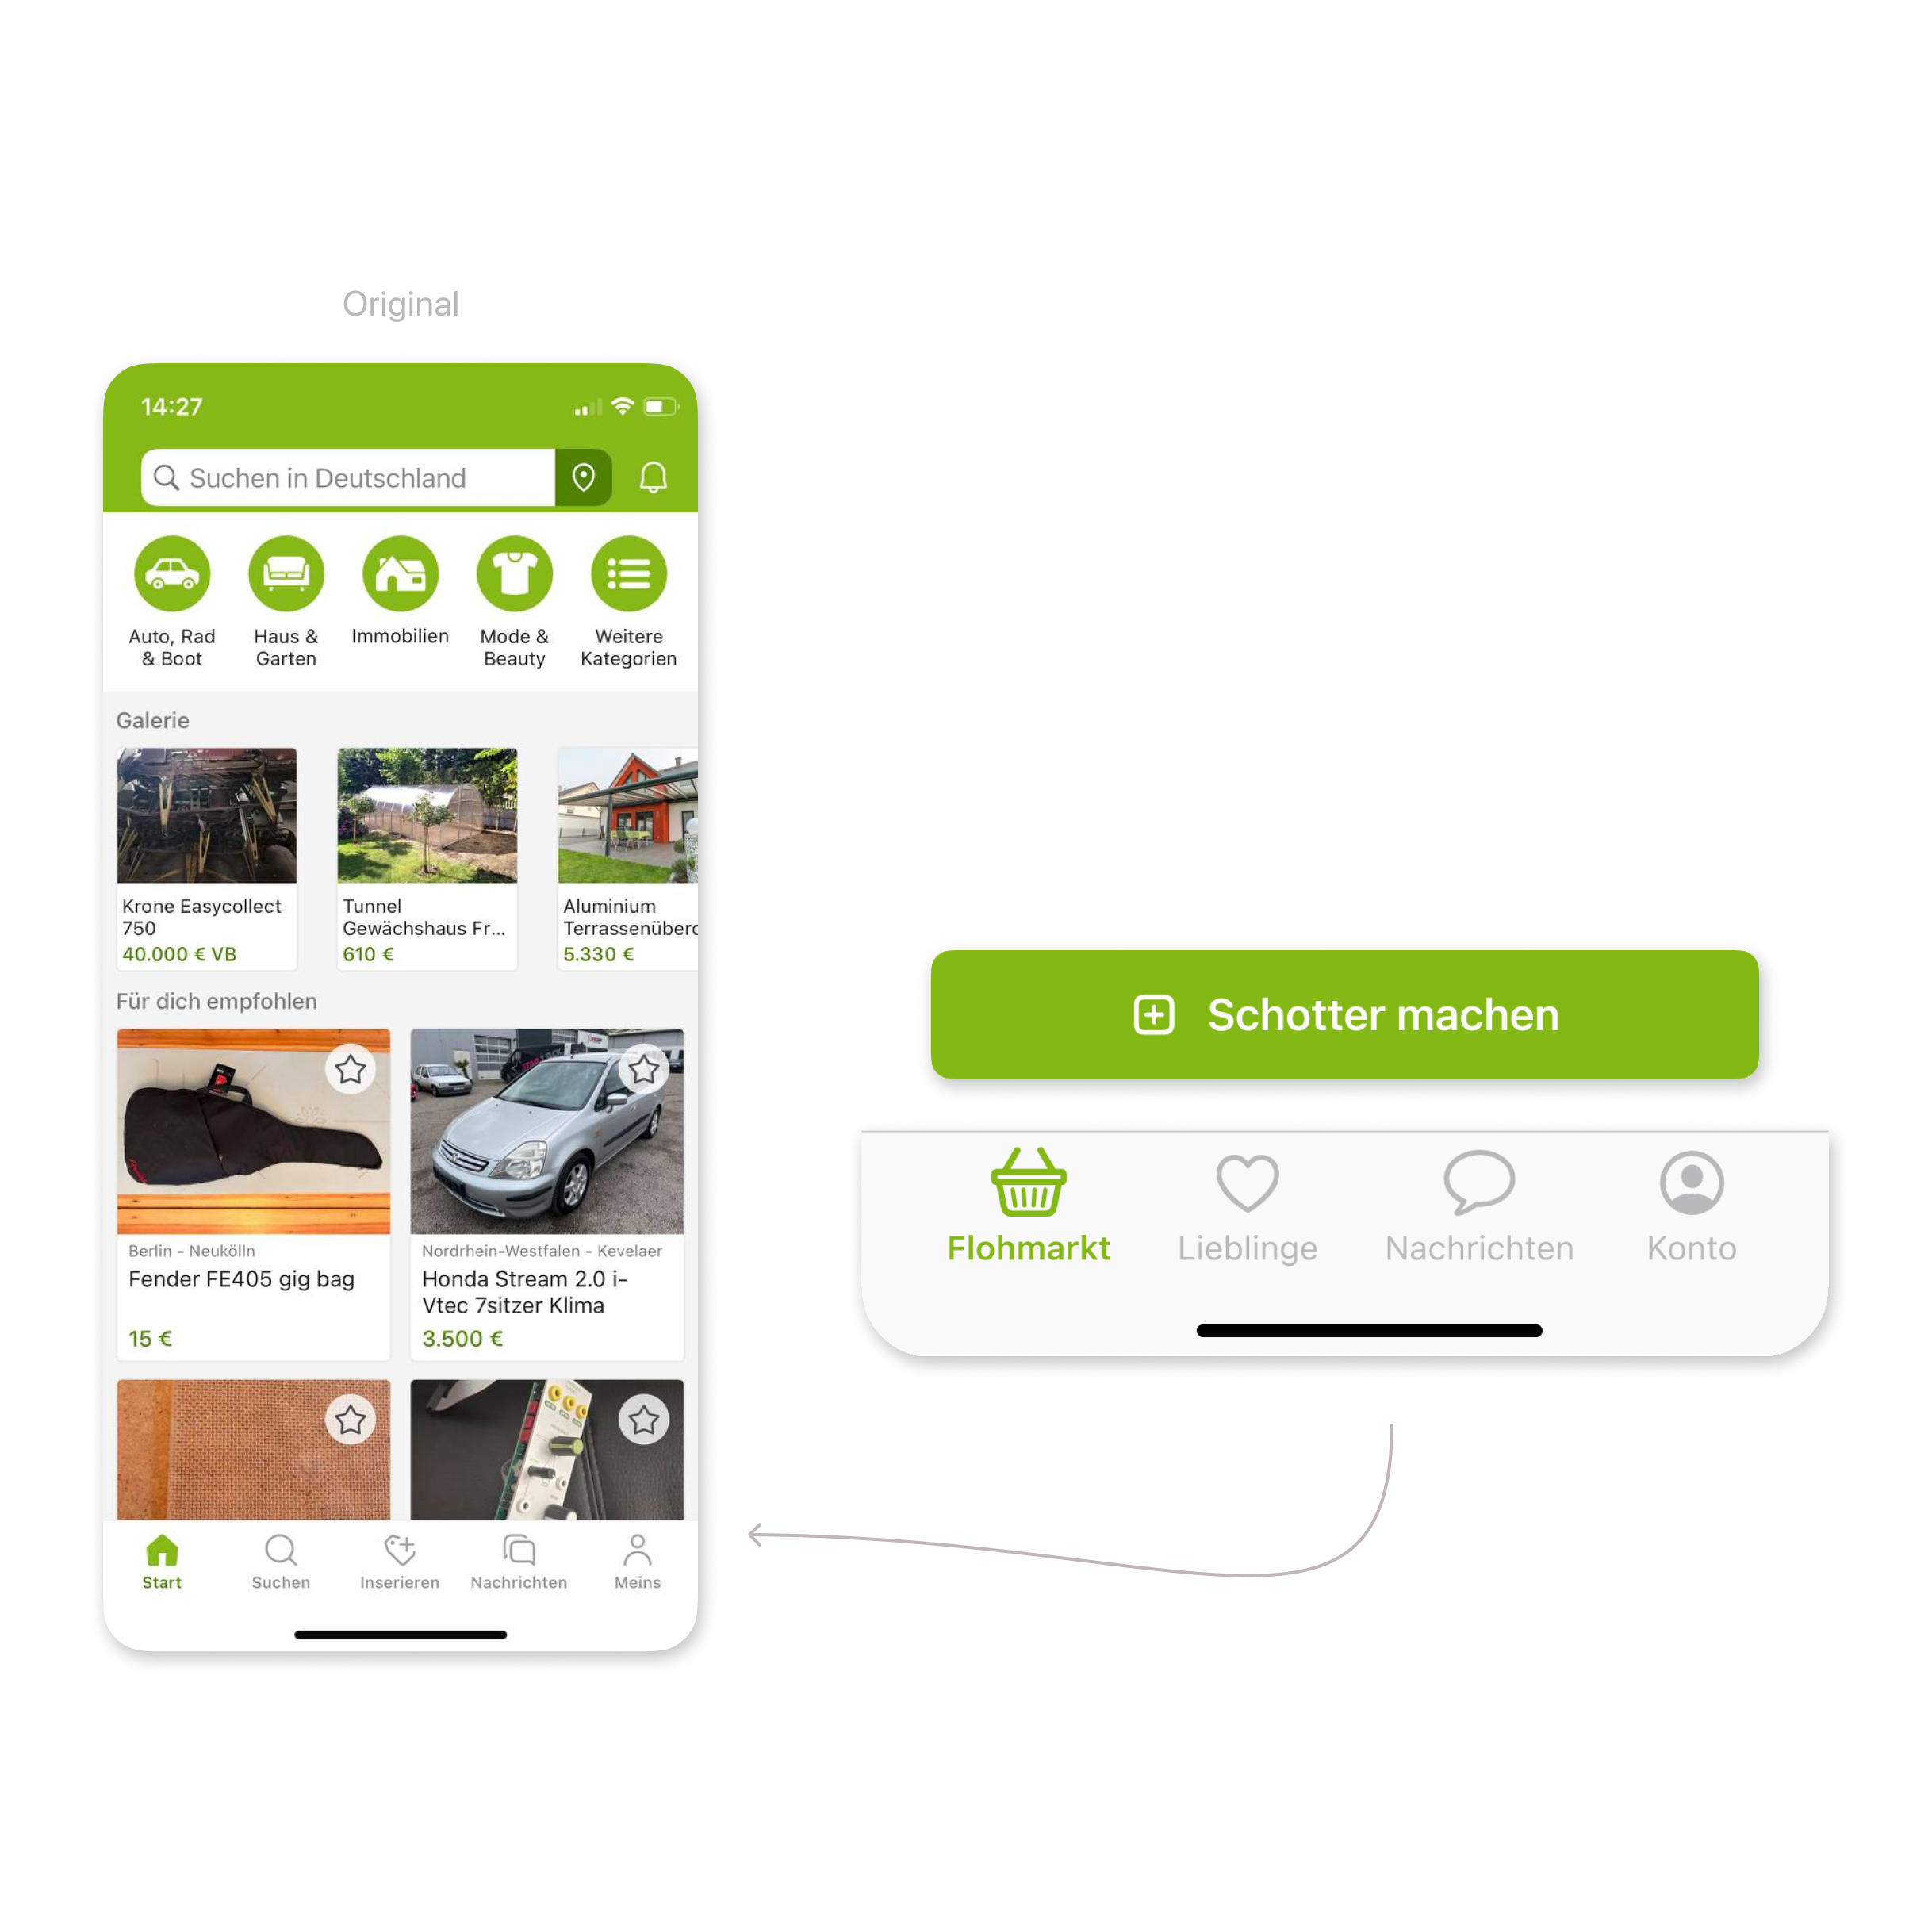 Original
14:27
Suchen in Deutschland
Auto, Rad
& Boot
Haus &
Garten
Immobilien
Mode &
Beauty
Weitere
Kategorien
Galerie
Krone Easycollect
750
40.000 € VB
Tunnel
Gewächshaus Fr...
610 €
Aluminium
Terrassenüberd
5.330 €
Für dich empfohlen
Berlin - Neukölln
Fender FE405 gig bag
15 €
Nordrhein-Westfalen - Kevelaer
Honda Stream 2.0 i-
Vtec 7sitzer Klima
3.500 €
Start
Suchen
Inserieren
Nachrichten
Meins
Schotter machen
Flohmarkt
Lieblinge
Nachrichten
Konto